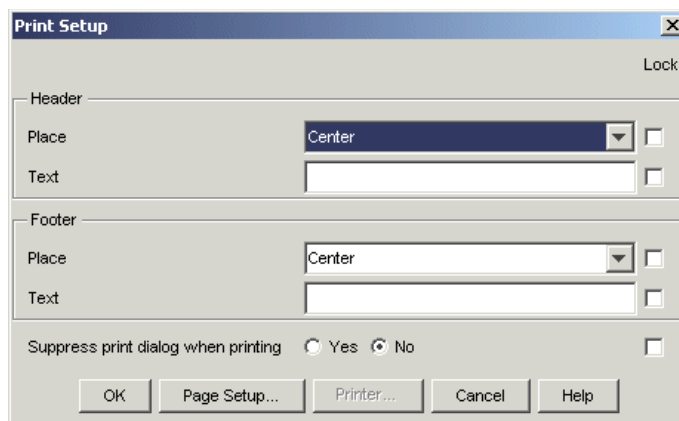 Print Setup
Lock
Header
Place Center
Text
Footer
Place Center
Text
Suppress print dialog when printing Yes No
OK Page Setup... Printer... Cancel Help